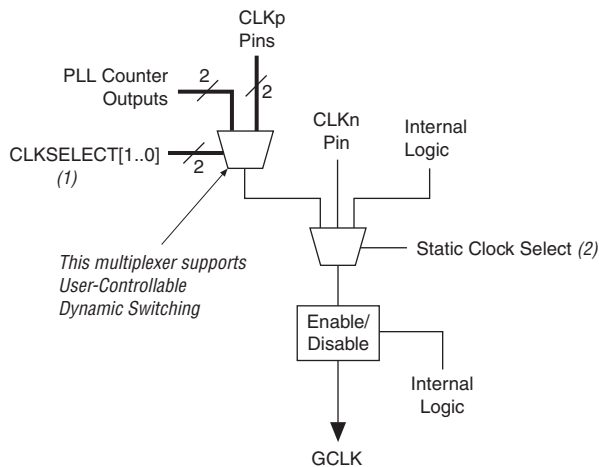 CLKp
Pins
PLL Counter
Outputs
2
2
CLKSELECT[1..0]
(1)
2
CLKn
Pin
Internal
Logic
This multiplexer supports
User-Controllable
Dynamic Switching
Static Clock Select (2)
Enable/
Disable
Internal
Logic
GCLK